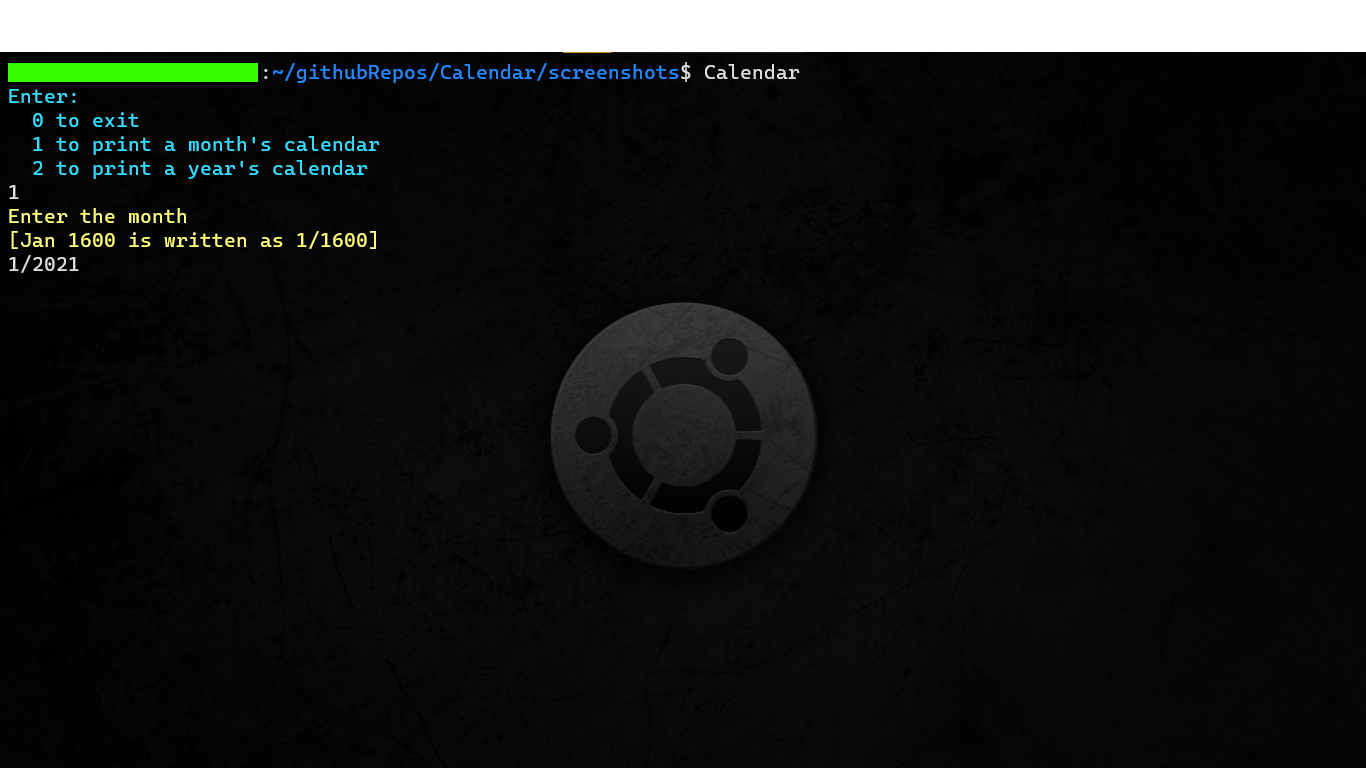 :~/githubRepos/Calendar/screenshots$ Calendar
Enter:
  0 to exit
  1 to print a month's calendar
  2 to print a year's calendar
1
Enter the month
[Jan 1600 is written as 1/1600]
1/2021